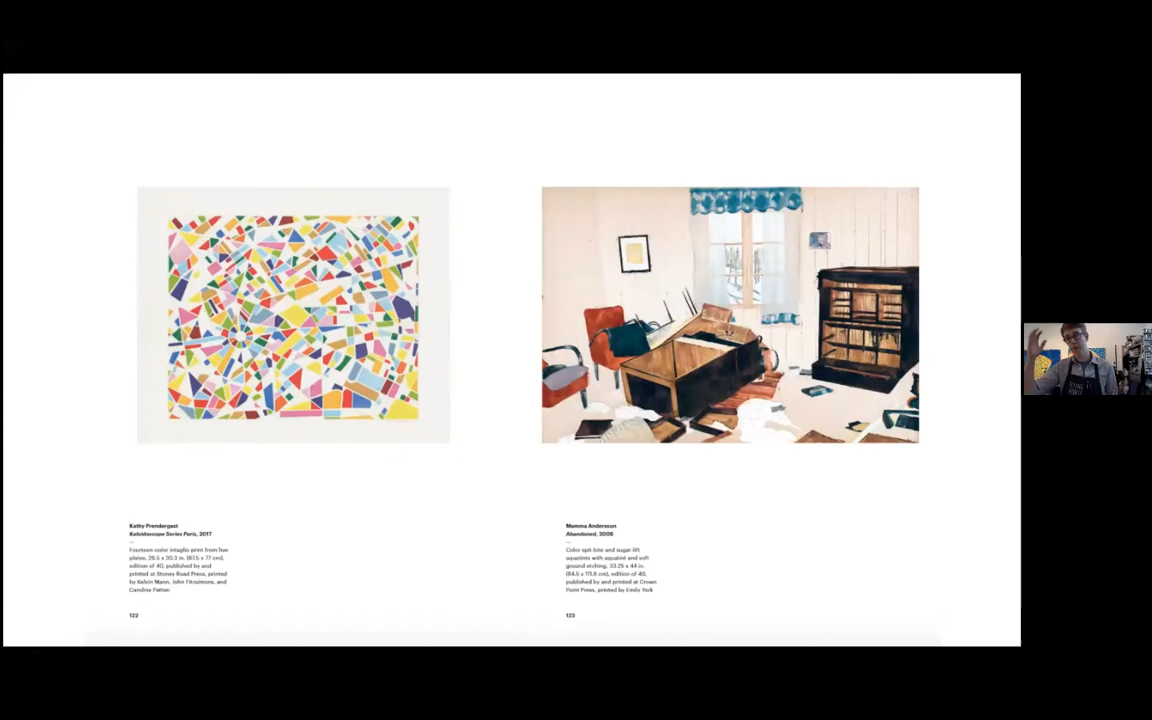 Kathy Prendergast
Kaleidoscope Series Paris, 2017
—
Fourteen-color intaglio print from five
plates, 26.5 x 30.3 in. (67.5 x 77 cm),
edition of 40, published by and
printed at Stoney Road Press, printed
by Kelvin Mann, John Fitzsimons, and
Caroline Patten
122
Mamma Andersson
Abandoned, 2008
—
Color spit-bite and sugar-lift
aquatints with aquatint and soft
ground etching, 33.25 x 44 in.
(84.5 x 111.8 cm), edition of 40,
published by and printed at Crown
Point Press, printed by Emily York
123